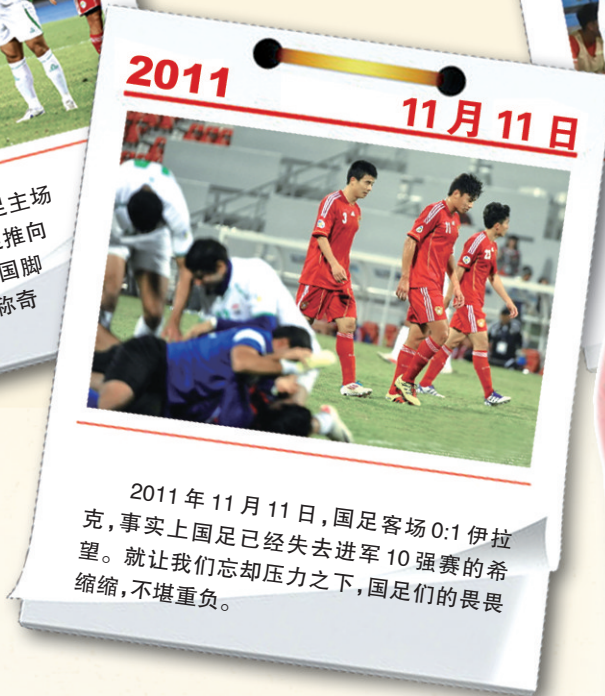 2011
11月11日
足主场
推向
国脚
称奇
2011年11月11日,国足客场0:1伊拉
克,事实上国足已经失去进军10强赛的希
望。就让我们忘却压力之下,国足们的畏畏
缩缩,不堪重负。